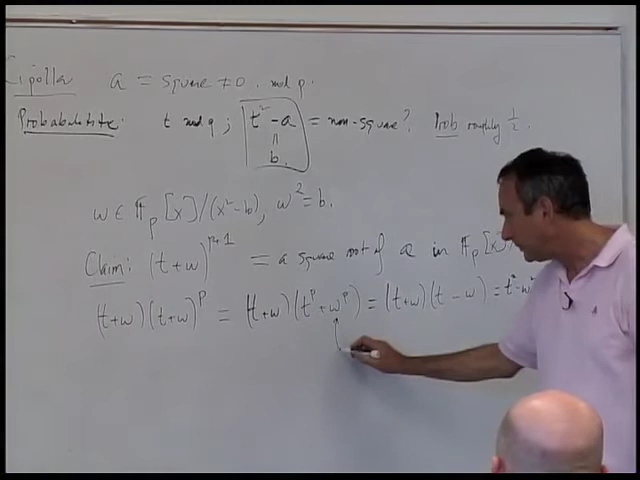 Cipolla a = square ≠ 0 . mod p.
Probabilistic: t mod p ; t² - a = non-square? Prob roughly 1/2.
=
b.
w ∈ 𝔽_p[x]/(x²-b), w² = b.
Claim: (t+w)^{p+1} = a square root of a in 𝔽_p[x]
(t+w)(t+w)^p = (t+w)(t^p + w^p) = (t+w)(t - w) = t² - w²